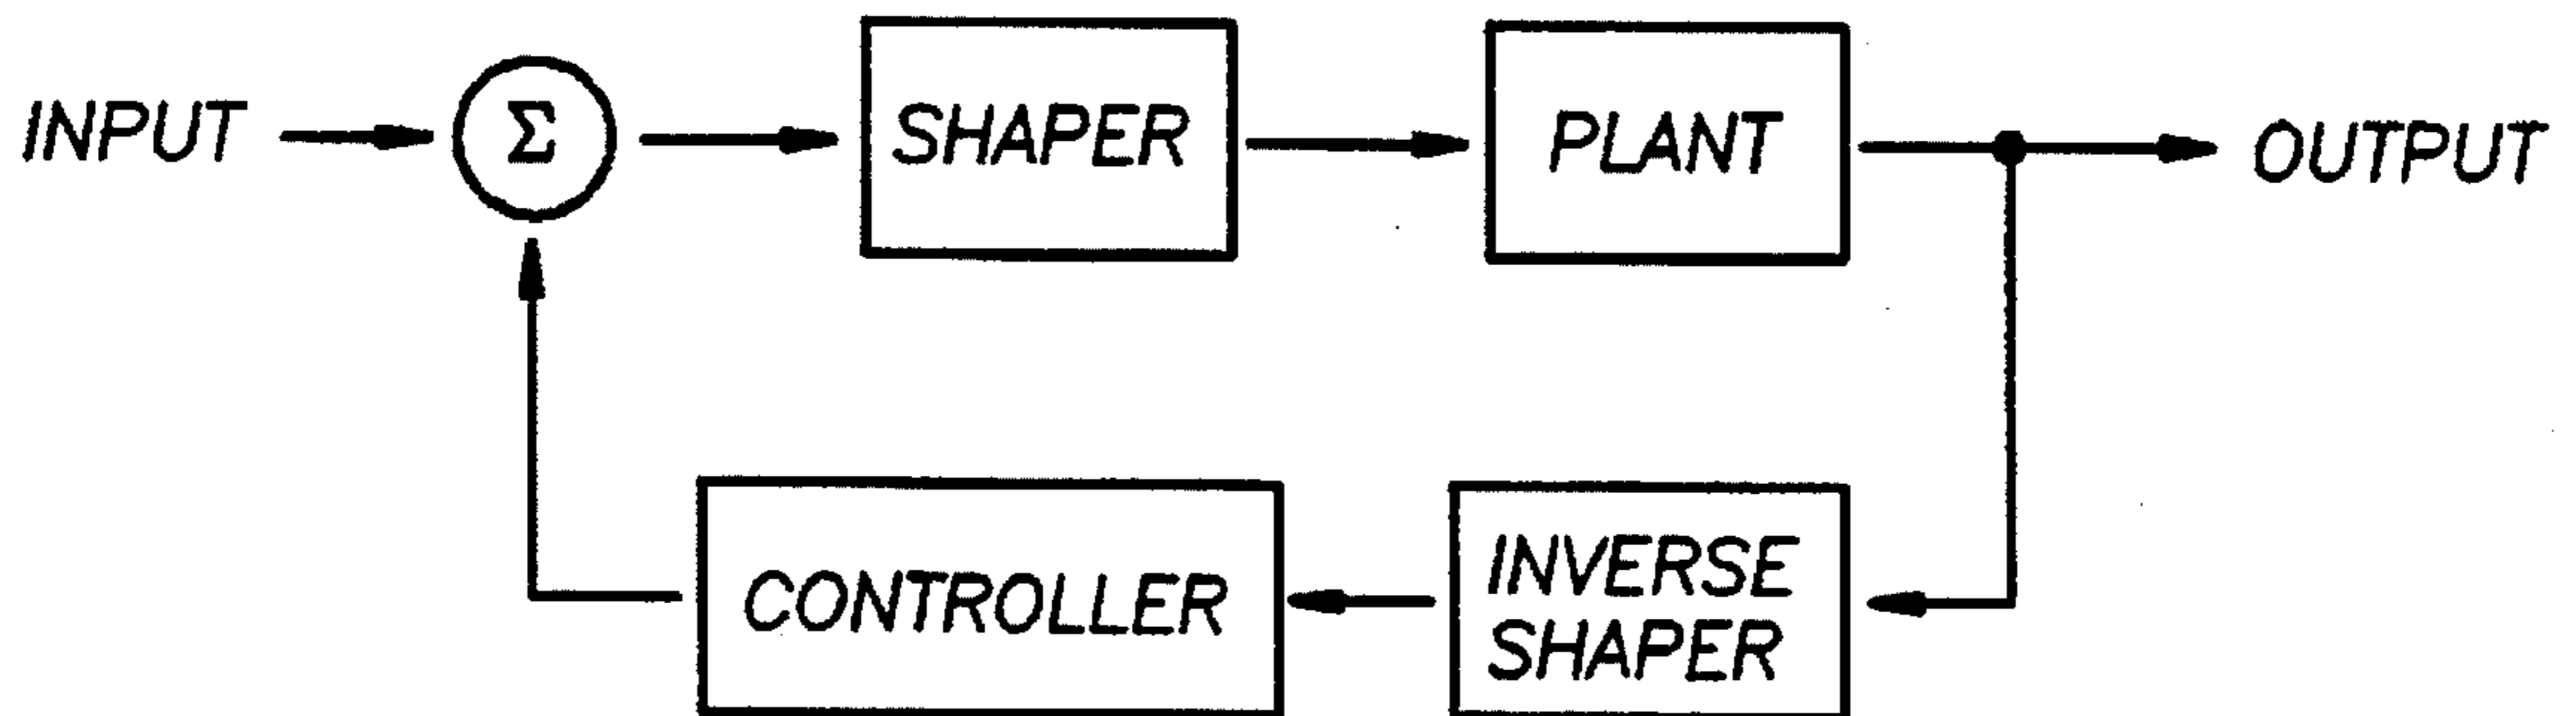 INPUT
Σ
SHAPER
PLANT
OUTPUT
CONTROLLER
INVERSE
SHAPER